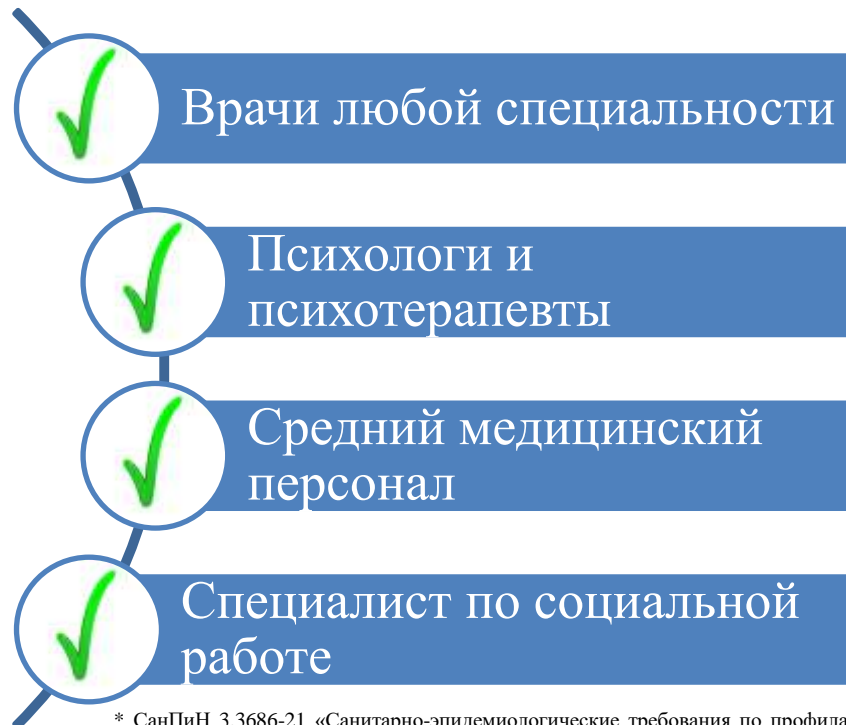 Врачи любой специальности
Психологи и
психотерапевты
Средний медицинский
персонал
Специалист по социальной
работе
* СанПиН 3.3686-21 «Санитарно-эпидемиологические требования по